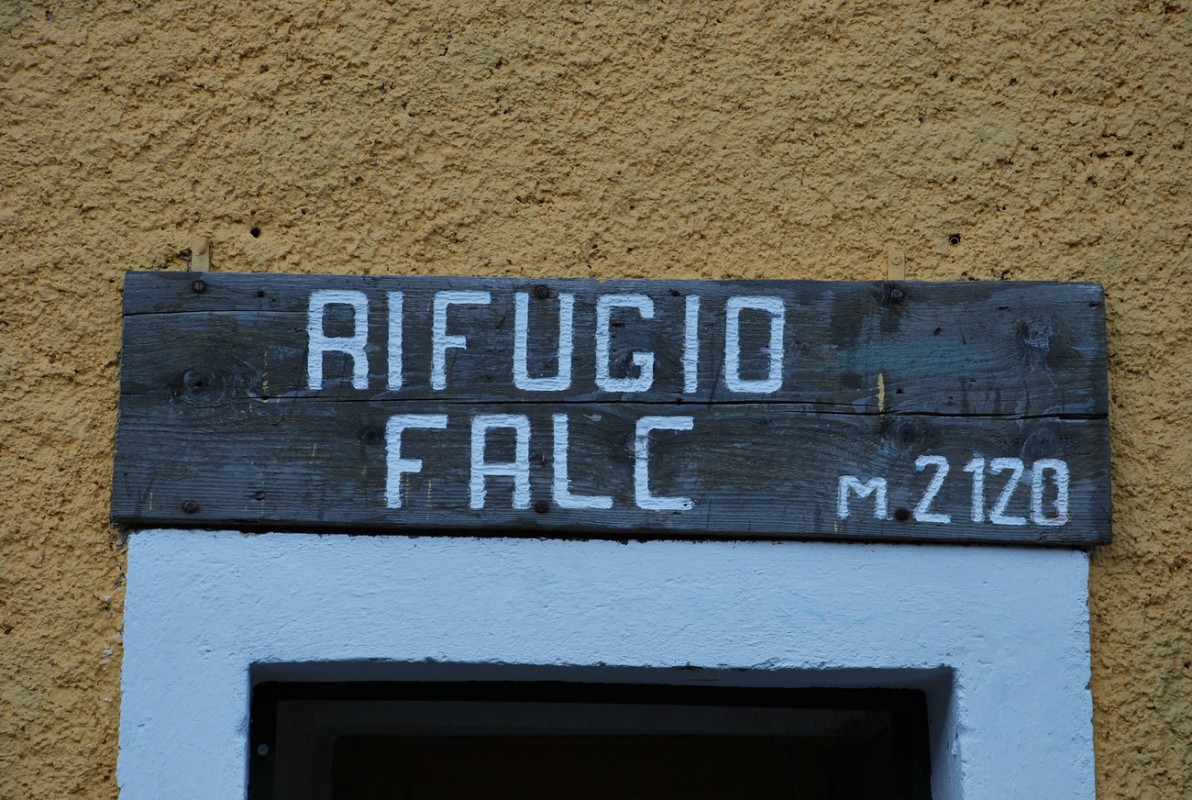 RIFUGIO
FALC
M. 2120